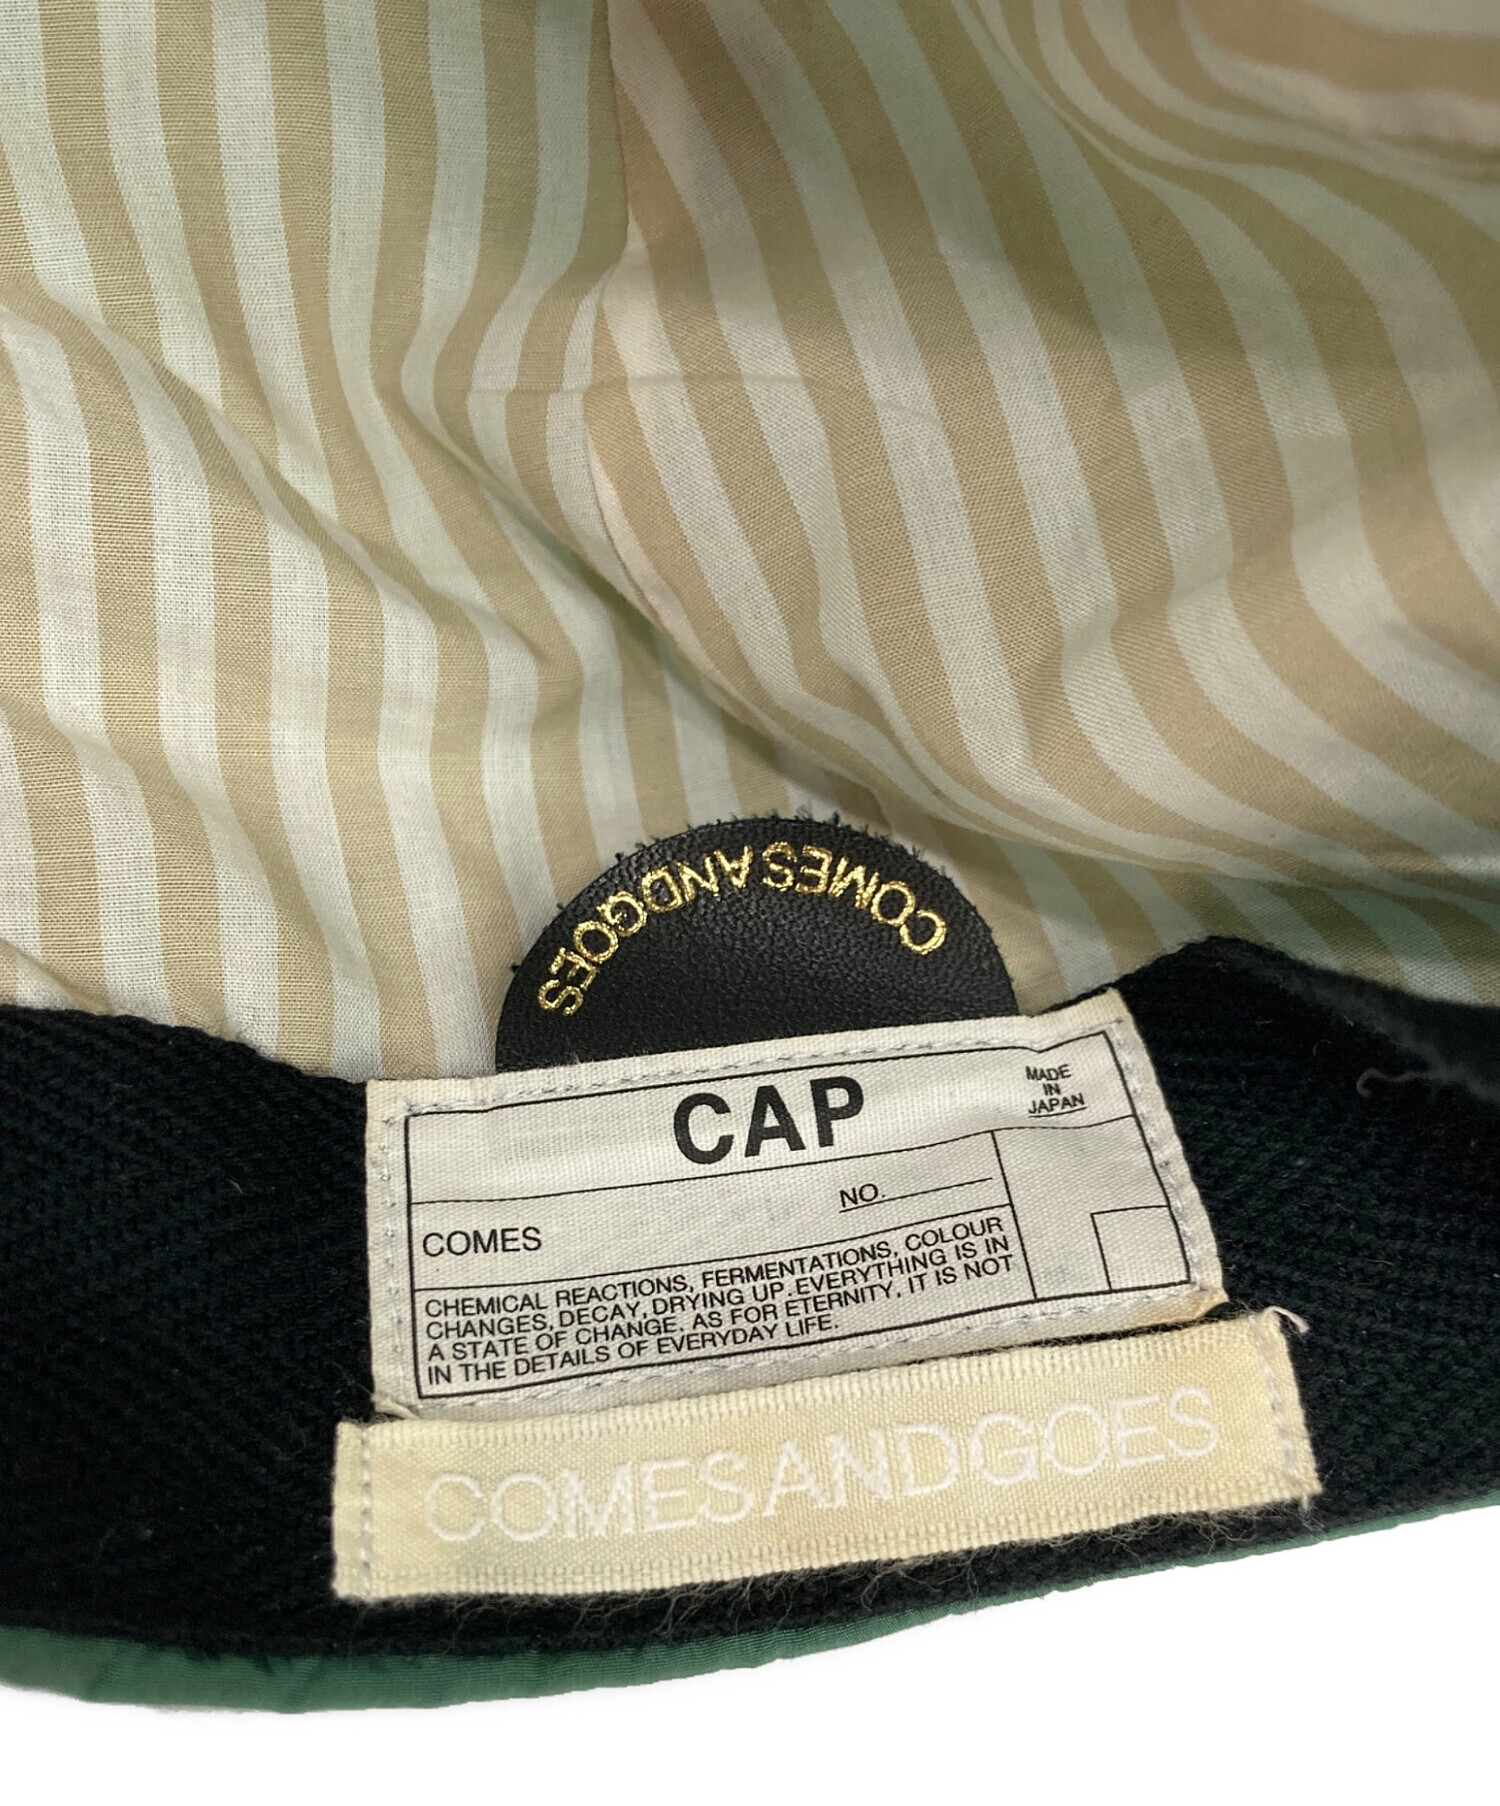 COMESANDGOES
CAP
MADE
IN
JAPAN
NO.
COMES
CHEMICAL REACTIONS, FERMENTATIONS, COLOUR
CHANGES, DECAY, DRYING UP. EVERYTHING IS IN
A STATE OF CHANGE. AS FOR ETERNITY, IT IS NOT
IN THE DETAILS OF EVERYDAY LIFE.
COMESANDGOES